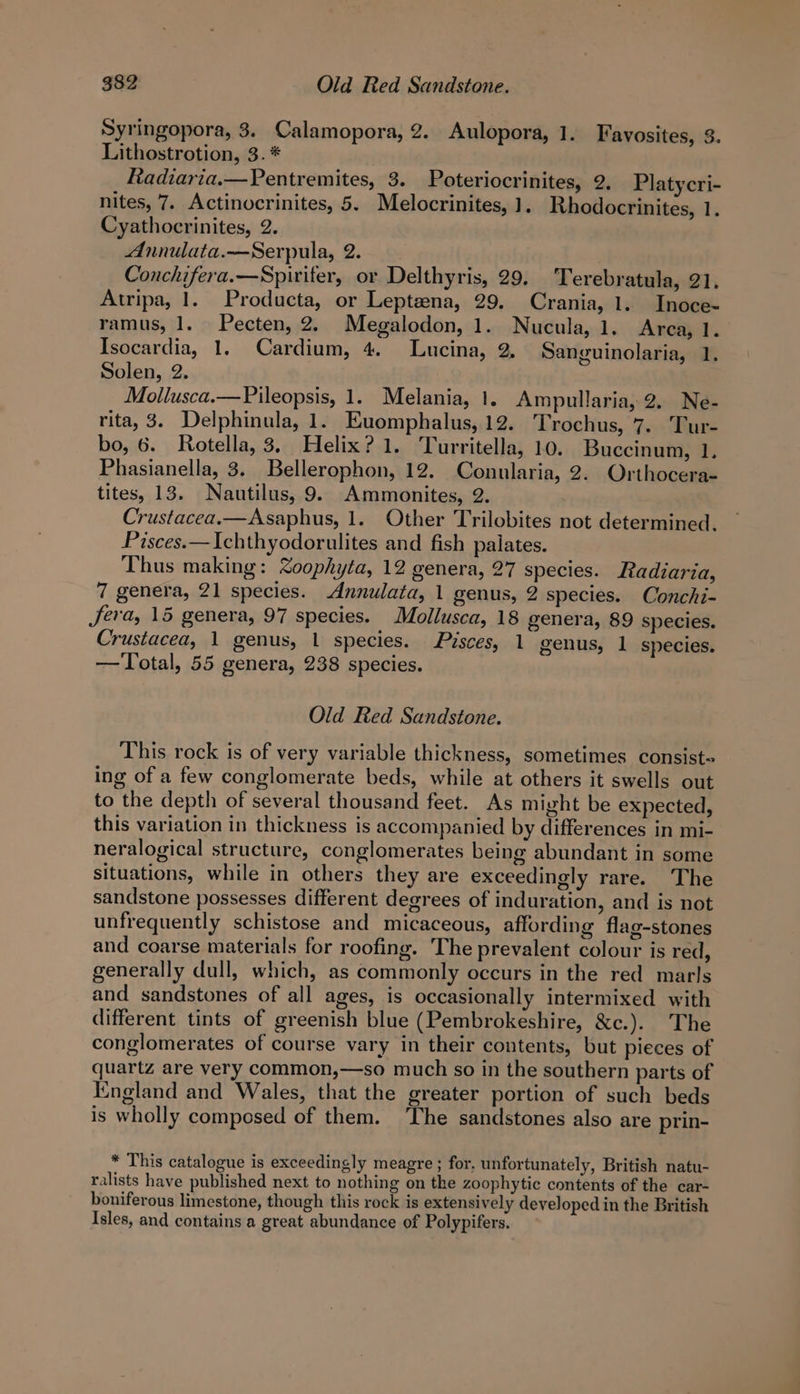 382 Old Red Sandstone.
Syringopora, 3. Calamopora, 2. Aulopora, 1. Favosites, 3.
Lithostrotion, 3.*
Radiaria.—Pentremites, 3. Poteriocrinites, 2. Platycri-
nites, 7. Actinocrinites, 5. Melocrinites, 1. Rhodocrinites, 1.
Cyathocrinites, 2.
Annulata.—Serpula, 2.
Conchifera.—Spirifer, or Delthyris, 29. Terebratula, 21.
Atripa, 1. Producta, or Leptæna, 29. Crania, 1. Inoce-
ramus, 1. Pecten, 2. Megalodon, 1. Nucula, 1. Arca, 1.
Isocardia, 1. Cardium, 4. Lucina, 2. Sanguinolaria, 1.
Solen, 2.
Mollusca.—Pileopsis, 1. Melania, 1. Ampullaria, 2. Ne-
rita, 3. Delphinula, 1. Euomphalus, 12. Trochus, 7. Tur-
bo, 6. Rotella, 3. Helix? 1. Turritella, 10. Buccinum, 1.
Phasianella, 3. Bellerophon, 12. Conularia, 2. Orthocera-
tites, 13. Nautilus, 9. Ammonites, 2.
Crustacea.—Asaphus, 1. Other Trilobites not determined.
Pisces.—Ichthyodorulites and fish palates.
Thus making: Zoophyta, 12 genera, 27 species. Radiaria,
7 genera, 21 species. Annulata, 1 genus, 2 species. Conchi-
fera, 15 genera, 97 species. Mollusca, 18 genera, 89 species.
Crustacea, 1 genus, 1 species. Pisces, 1 genus, 1 species.
—Total, 55 genera, 238 species.
Old Red Sandstone.
This rock is of very variable thickness, sometimes consist-
ing of a few conglomerate beds, while at others it swells out
to the depth of several thousand feet. As might be expected,
this variation in thickness is accompanied by differences in mi-
neralogical structure, conglomerates being abundant in some
situations, while in others they are exceedingly rare. The
sandstone possesses different degrees of induration, and is not
unfrequently schistose and micaceous, affording flag-stones
and coarse materials for roofing. The prevalent colour is red,
generally dull, which, as commonly occurs in the red marls
and sandstones of all ages, is occasionally intermixed with
different tints of greenish blue (Pembrokeshire, &c.). The
conglomerates of course vary in their contents, but pieces of
quartz are very common,—so much so in the southern parts of
England and Wales, that the greater portion of such beds
is wholly composed of them. The sandstones also are prin-
* This catalogue is exceedingly meagre; for, unfortunately, British natu-
ralists have published next to nothing on the zoophytic contents of the car-
boniferous limestone, though this rock is extensively developed in the British
Isles, and contains a great abundance of Polypifers.